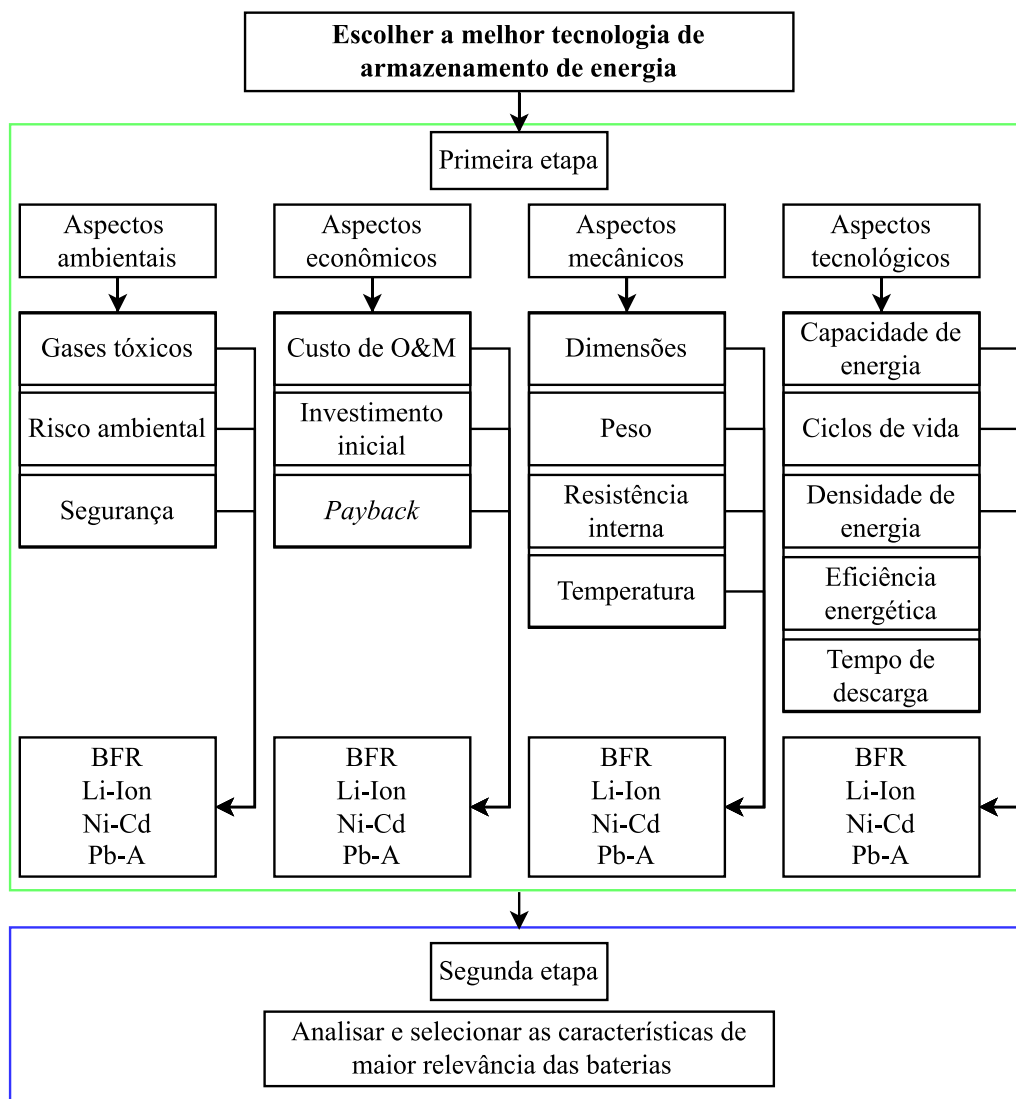 Escolher a melhor tecnologia de
armazenamento de energia
Primeira etapa
Aspectos
ambientais
Gases tóxicos
Risco ambiental
Segurança
BFR
Li-Ion
Ni-Cd
Pb-A
Aspectos
econômicos
Custo de O&M
Investimento
inicial
Payback
BFR
Li-Ion
Ni-Cd
Pb-A
Aspectos
mecânicos
Dimensões
Peso
Resistência
interna
Temperatura
BFR
Li-Ion
Ni-Cd
Pb-A
Aspectos
tecnológicos
Capacidade de
energia
Ciclos de vida
Densidade de
energia
Eficiência
energética
Tempo de
descarga
BFR
Li-Ion
Ni-Cd
Pb-A
Segunda etapa
Analisar e selecionar as característificas de
maior relevância das baterias